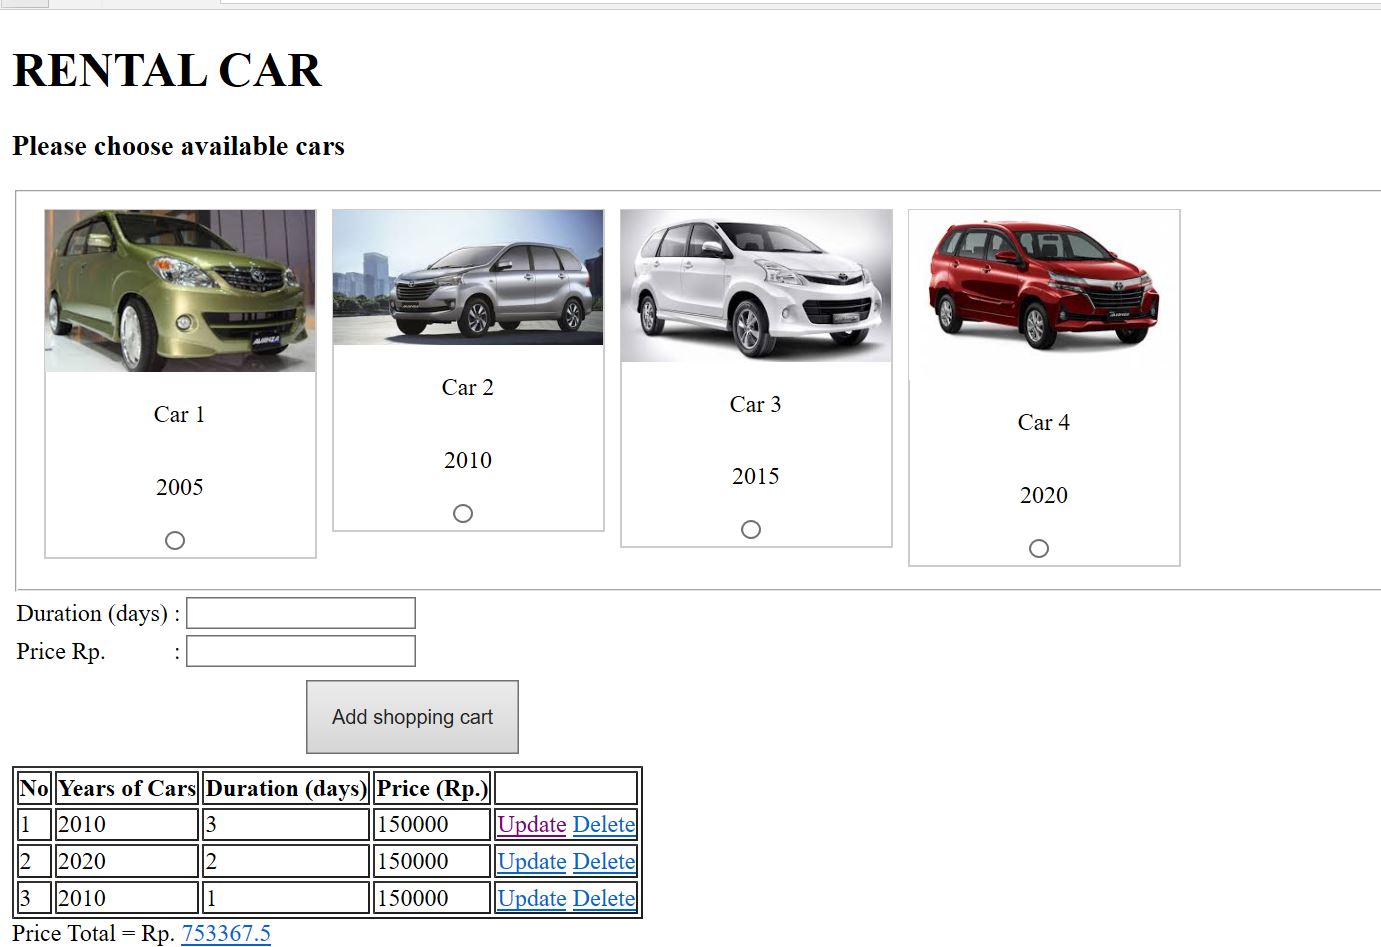 RENTAL CAR
Please choose available cars
AVANZA
Car 1
2005
Car 2
2010
Car 3
2015
Car 4
2020
Duration (days) :
Price Rp. :
Add shopping cart
No Years of Cars Duration (days) Price (Rp.)
1 2010 3 150000 Update Delete
2 2020 2 150000 Update Delete
3 2010 1 150000 Update Delete
Price Total = Rp. 753367.5